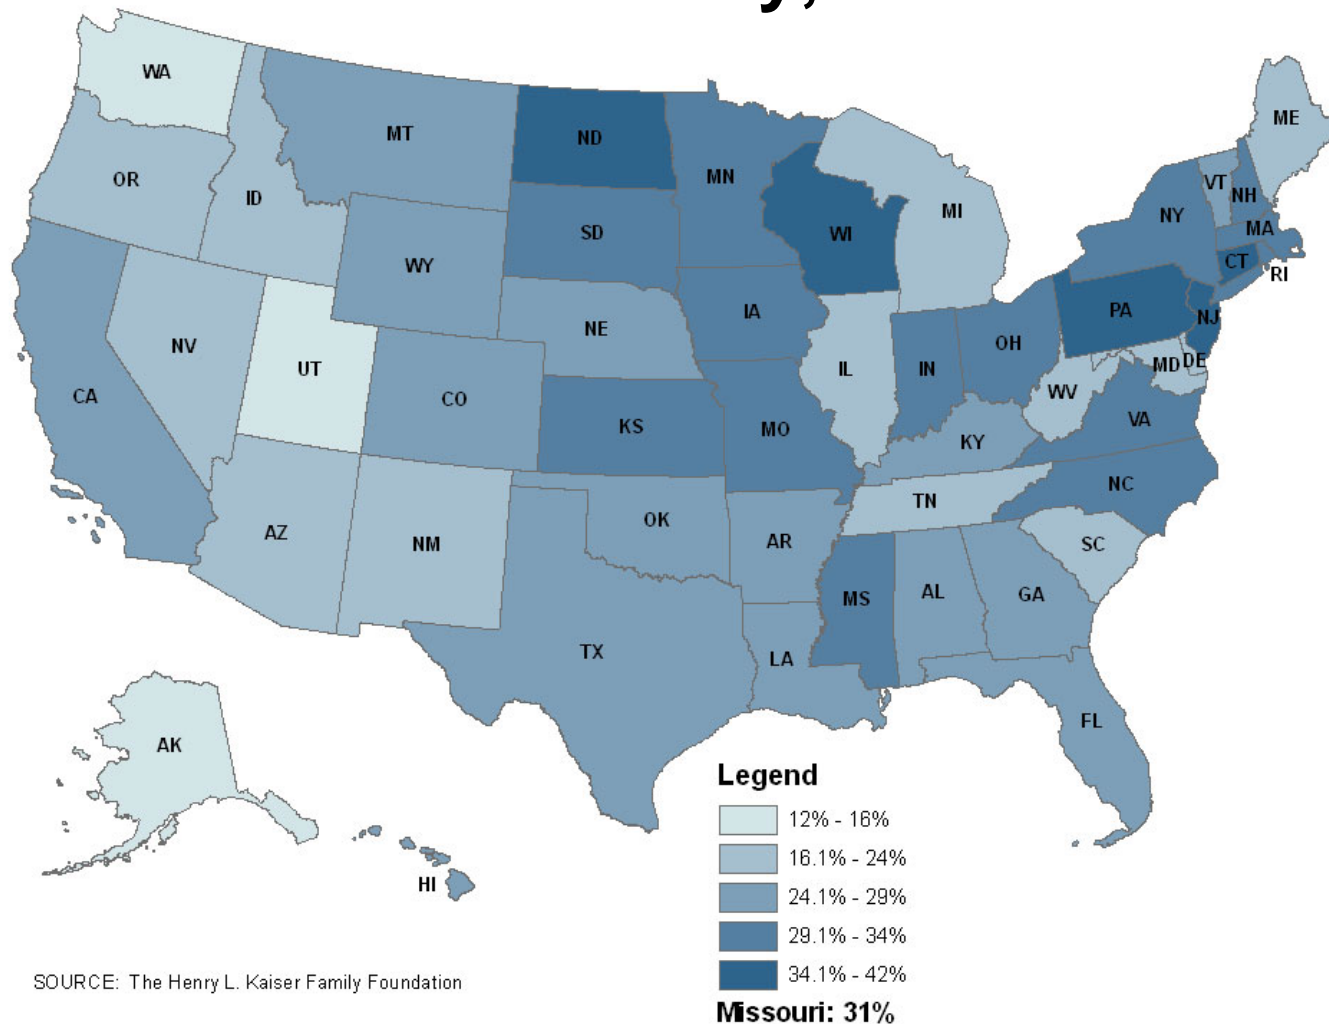 WA
MT
ND
MN
ME
OR
ID
SD
WI
MI
VT
NH
NY
MA
WY
CT
RI
IA
PA
NE
NJ
NV
UT
OH
IL
IN
MD
DE
CA
CO
WV
KS
MO
VA
KY
NC
TN
OK
AZ
NM
AR
SC
MS
AL
GA
TX
LA
FL
AK
HI
Legend
12% - 16%
16.1% - 24%
24.1% - 29%
29.1% - 34%
34.1% - 42%
Missouri: 31%
SOURCE: The Henry L. Kaiser Family Foundation